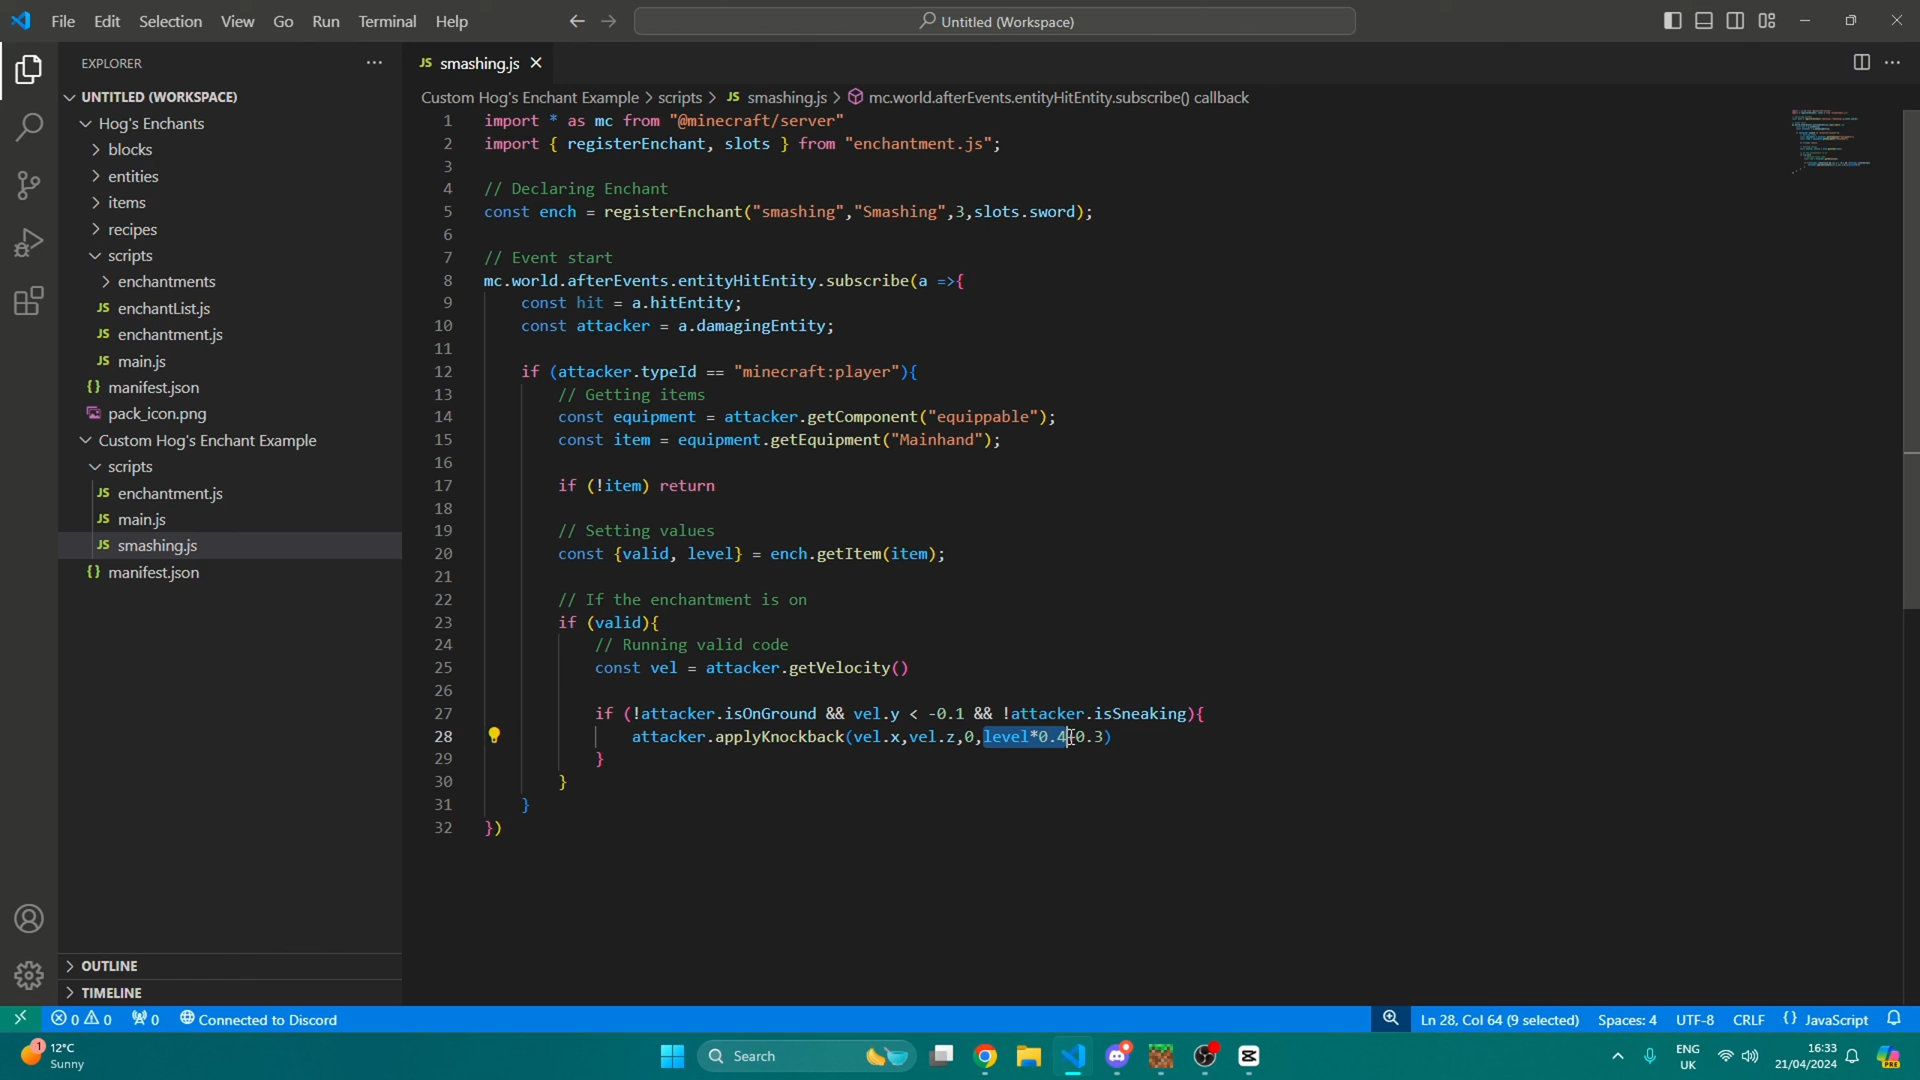 File Edit Selection View Go Run Terminal Help
Untitled (Workspace)
EXPLORER
UNTITLED (WORKSPACE)
Hog's Enchants
blocks
entities
items
recipes
scripts
enchantments
JS enchantList.js
JS enchantment.js
JS main.js
{} manifest.json
pack_icon.png
Custom Hog's Enchant Example
scripts
JS enchantment.js
JS main.js
JS smashing.js
{} manifest.json
OUTLINE
TIMELINE
JS smashing.js
Custom Hog's Enchant Example > scripts > JS smashing.js > mc.world.afterEvents.entityHitEntity.subscribe() callback
1 import * as mc from "@minecraft/server"
2 import { registerEnchant, slots } from "enchantment.js";
3
4 // Declaring Enchant
5 const ench = registerEnchant("smashing","Smashing",3,slots.sword);
6
7 // Event start
8 mc.world.afterEvents.entityHitEntity.subscribe(a =>{
9 const hit = a.hitEntity;
10 const attacker = a.damagingEntity;
11
12 if (attacker.typeId == "minecraft:player"){
13 // Getting items
14 const equipment = attacker.getComponent("equippable");
15 const item = equipment.getEquipment("Mainhand");
16
17 if (!item) return
18
19 // Setting values
20 const {valid, level} = ench.getItem(item);
21
22 // If the enchantment is on
23 if (valid){
24 // Running valid code
25 const vel = attacker.getVelocity()
26
27 if (!attacker.isOnGround && vel.y < -0.1 && !attacker.isSneaking){
28 attacker.applyKnockback(vel.x,vel.z,0,level*0.4 0.3)
29 }
30 }
31 }
32 })
0 0 0 Connected to Discord
Ln 28, Col 64 (9 selected) Spaces: 4 UTF-8 CRLF {} JavaScript
1
12°C
Sunny
Search
ENG
UK
16:33
21/04/2024
PRE